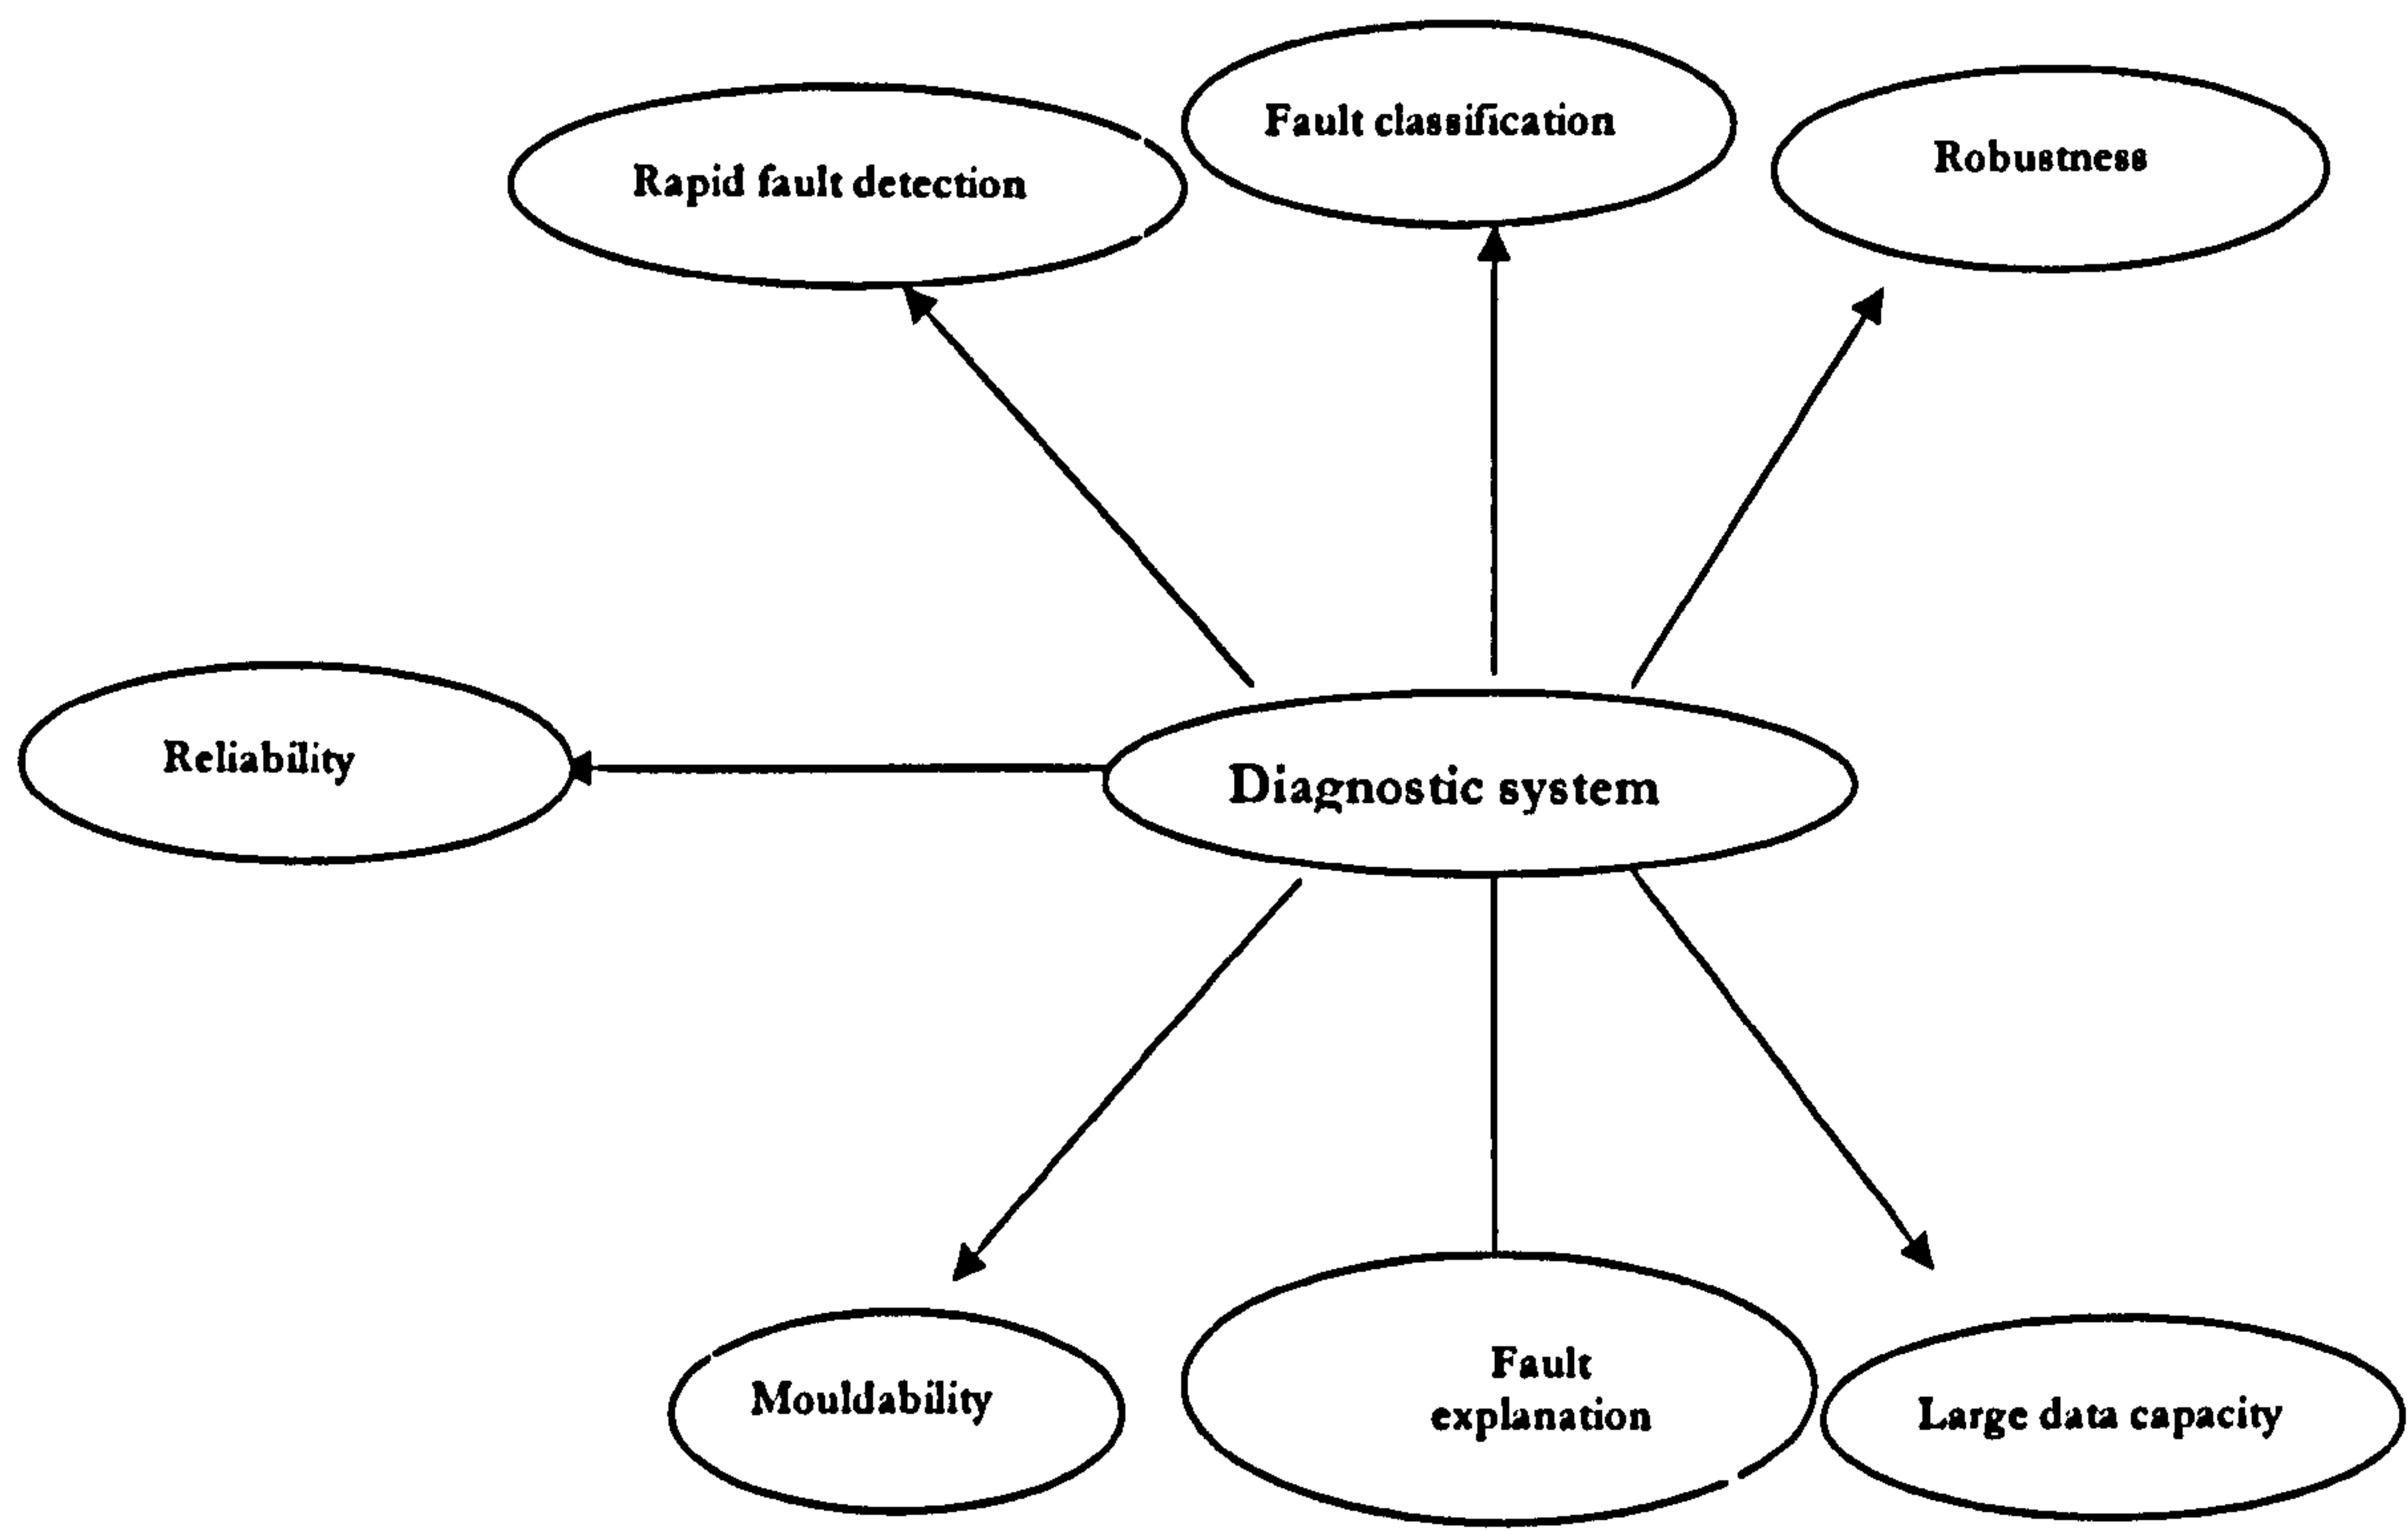 Fault classification
Robustness
Rapid fault detection
Reliability
Diagnostic system
Mouldability
Fault
explanation
Large data capacity